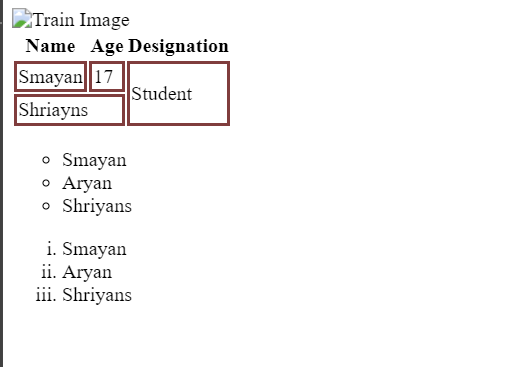 Train Image
Name Age Designation
Smayan 17 Student
Shriayns
Smayan
Aryan
Shriyans
i. Smayan
ii. Aryan
iii. Shriyans